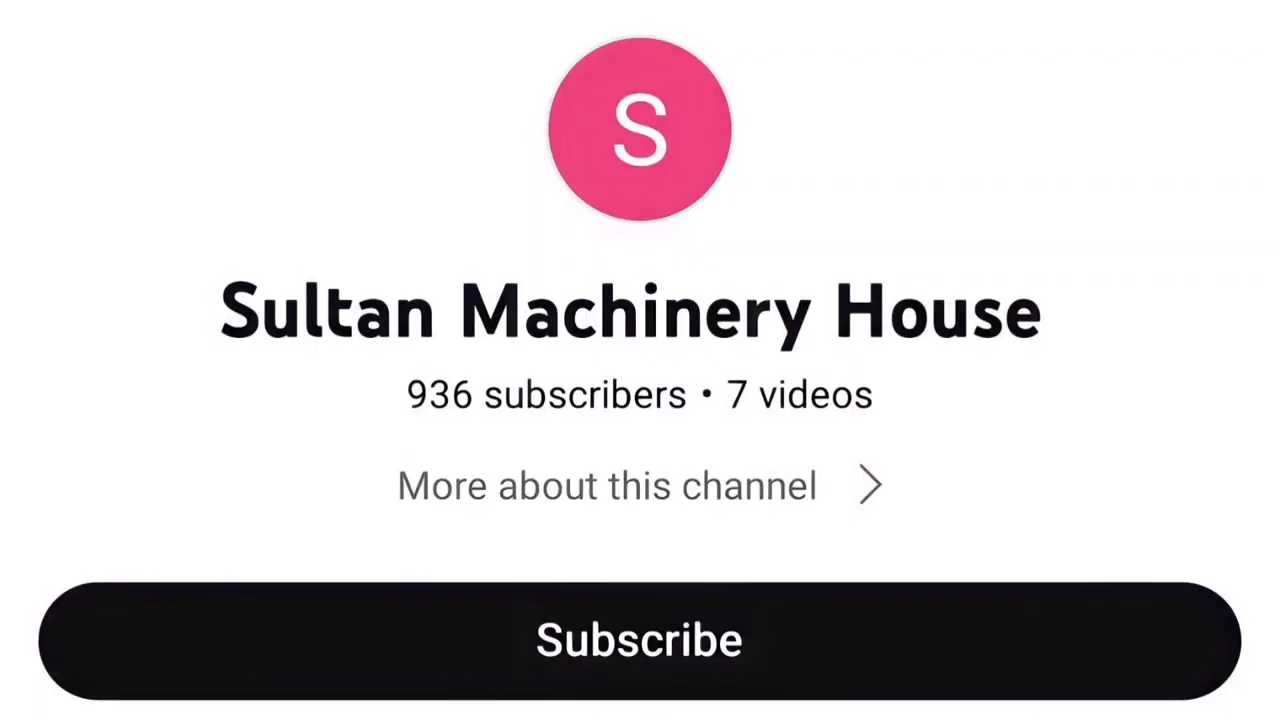 S
Sultan Machinery House
936 subscribers • 7 videos
More about this channel
Subscribe